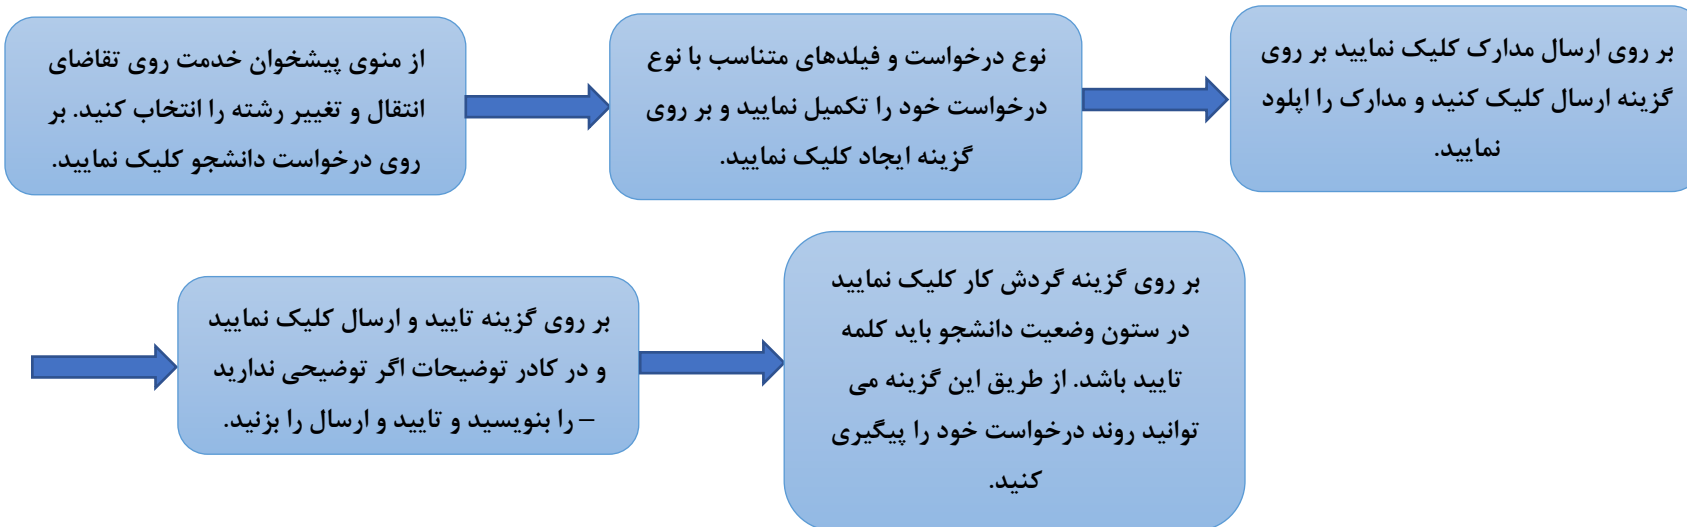 از منوی پیشخوان خدمت روی تقاضای
انتقال و تغییر رشته را انتخاب کنید. بر
روی درخواست دانشجو کلیک نمایید.
نوع درخواست و فیلدهای متناسب با نوع
درخواست خود را تکمیل نمایید و بر روی
گزینه ایجاد کلیک نمایید.
بر روی ارسال مدارک کلیک نمایید بر روی
گزینه ارسال کلیک کنید و مدارک را اپلود
نمایید.
بر روی گزینه تایید و ارسال کلیک نمایید
و در کادر توضیحات اگر توضیحی ندارید
– را بنویسید و تایید و ارسال را بزنید.
بر روی گزینه گردش کار کلیک نمایید
در ستون وضعیت دانشجو باید کلمه
تایید باشد. از طریق این گزینه می
توانید روند درخواست خود را پیگیری
کنید.